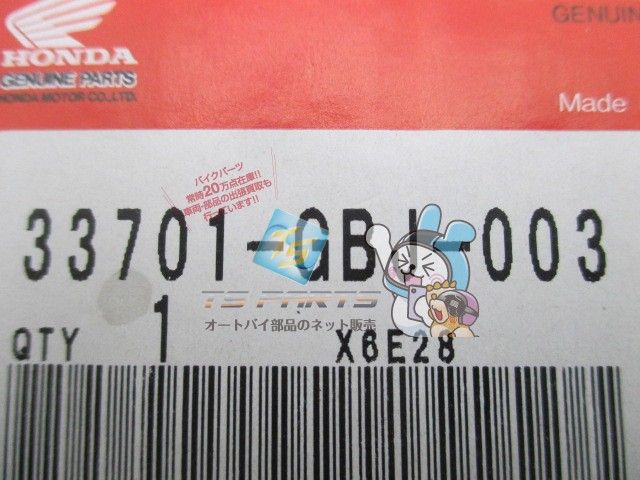 HONDA
GENUINE PARTS
HONDA MOTOR CO., LTD.
GENUIN
Made
バイクパーツ
常時20万点在庫!!
車両・部品の出張買取も
行っています!!
33701-GBJ-003
TS PARTS
オートバイ部品のネット販売
QTY 1 X6E28